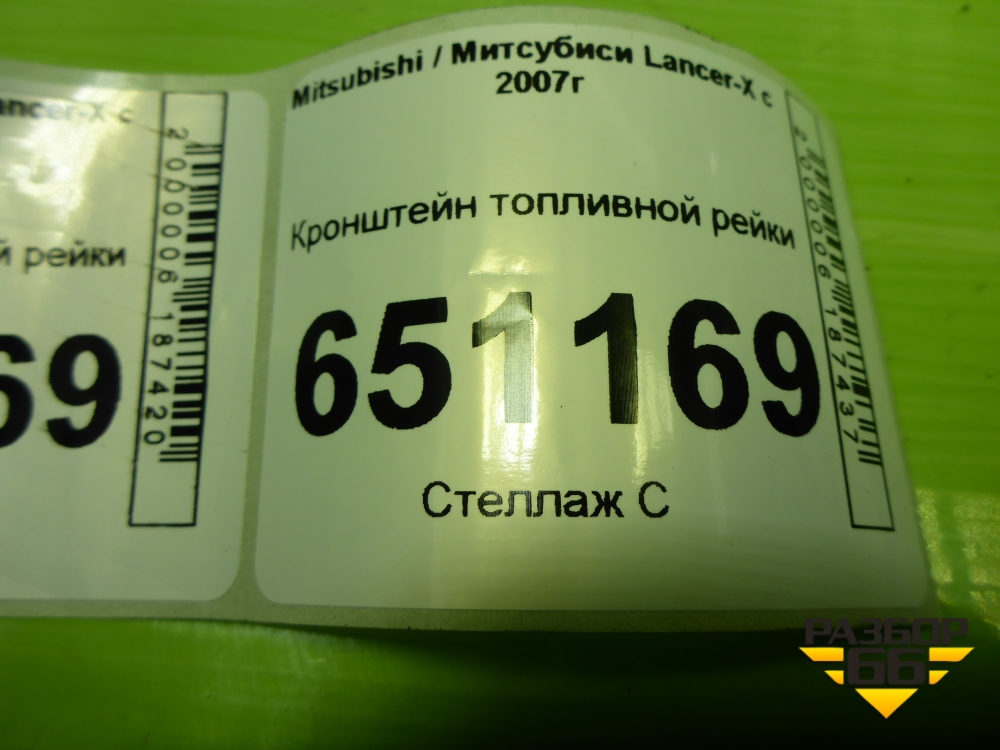 ancer-X с
й рейки
69
2000006187420
Mitsubishi / Митсубиси Lancer-X с
2007г
Кронштейн топливной рейки
651169
Стеллаж С
2000006187437
РАЗБОР
66